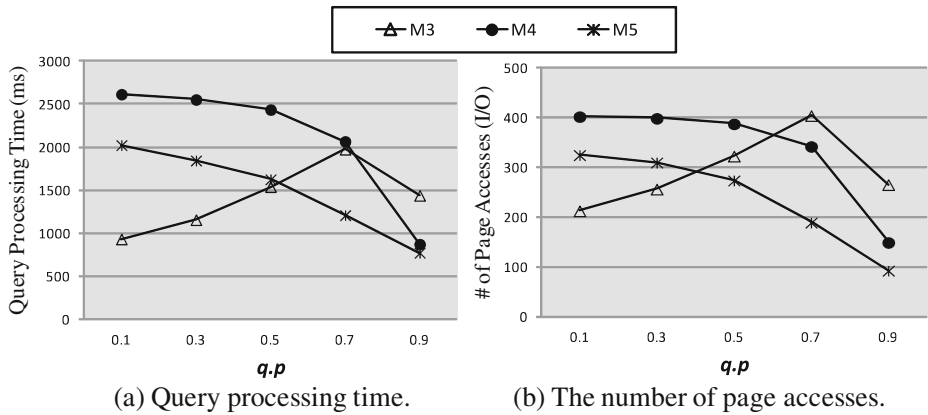 M3 M4 M5
Query Processing Time (ms)
3000
2500
2000
1500
1000
500
0
0.1 0.3 0.5 0.7 0.9
q.p
(a) Query processing time.
# of Page Accesses (I/O)
500
400
300
200
100
0
0.1 0.3 0.5 0.7 0.9
q.p
(b) The number of page accesses.